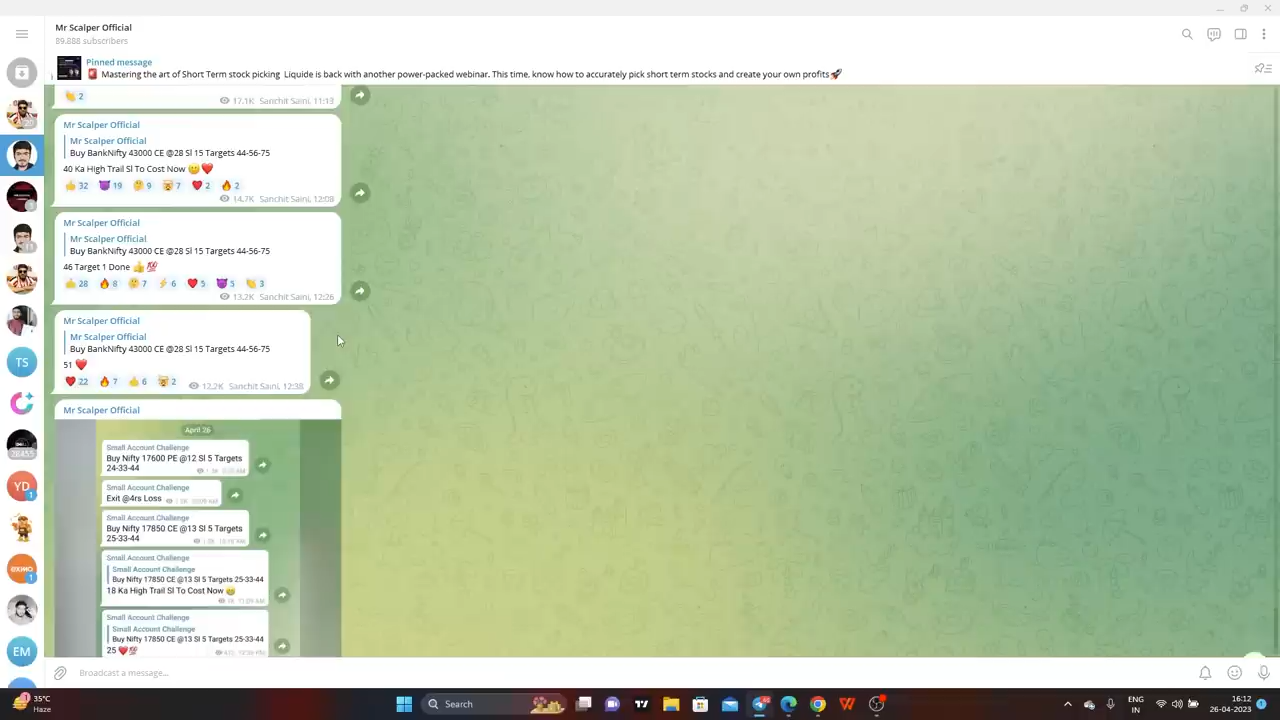 Mr Scalper Official
89,888 subscribers
Pinned message
🚨 Mastering the art of Short Term stock picking Liquide is back with another power-packed webinar. This time, know how to accurately pick short term stocks and create your own profits🚀
👏 2
17.1K Sanchit Saini, 11:13
Mr Scalper Official
Mr Scalper Official
Buy BankNifty 43000 CE @28 Sl 15 Targets 44-56-75
40 Ka High Trail Sl To Cost Now
32 19 9 7 2 2
14.7K Sanchit Saini, 12:08
Mr Scalper Official
Mr Scalper Official
Buy BankNifty 43000 CE @28 Sl 15 Targets 44-56-75
46 Target 1 Done 👍💯
28 8 7 6 5 5 3
13.2K Sanchit Saini, 12:26
Mr Scalper Official
Mr Scalper Official
Buy BankNifty 43000 CE @28 Sl 15 Targets 44-56-75
51 ❤️
22 7 6 2
12.2K Sanchit Saini, 12:38
Mr Scalper Official
April 26
Small Account Challenge
Buy Nifty 17600 PE @12 Sl 5 Targets
24-33-44
Small Account Challenge
Exit @4rs Loss
Small Account Challenge
Buy Nifty 17850 CE @13 Sl 5 Targets
25-33-44
Small Account Challenge
Small Account Challenge
Buy Nifty 17850 CE @13 Sl 5 Targets 25-33-44
18 Ka High Trail Sl To Cost Now
Small Account Challenge
Small Account Challenge
Buy Nifty 17850 CE @13 Sl 5 Targets 25-33-44
25 ❤️💯
TS
YD
1
EXWO
1
EM
Broadcast a message...
35°C
Haze
Search
ENG
IN
16:12
26-04-2023